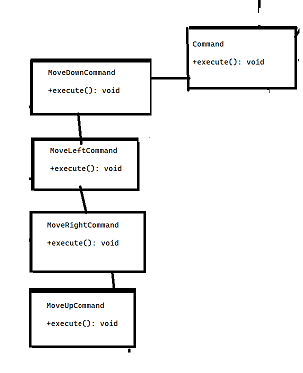 Command
+execute(): void
MoveDownCommand
+execute(): void
MoveLeftCommand
+execute(): void
MoveRightCommand
+execute(): void
MoveUpCommand
+execute(): void